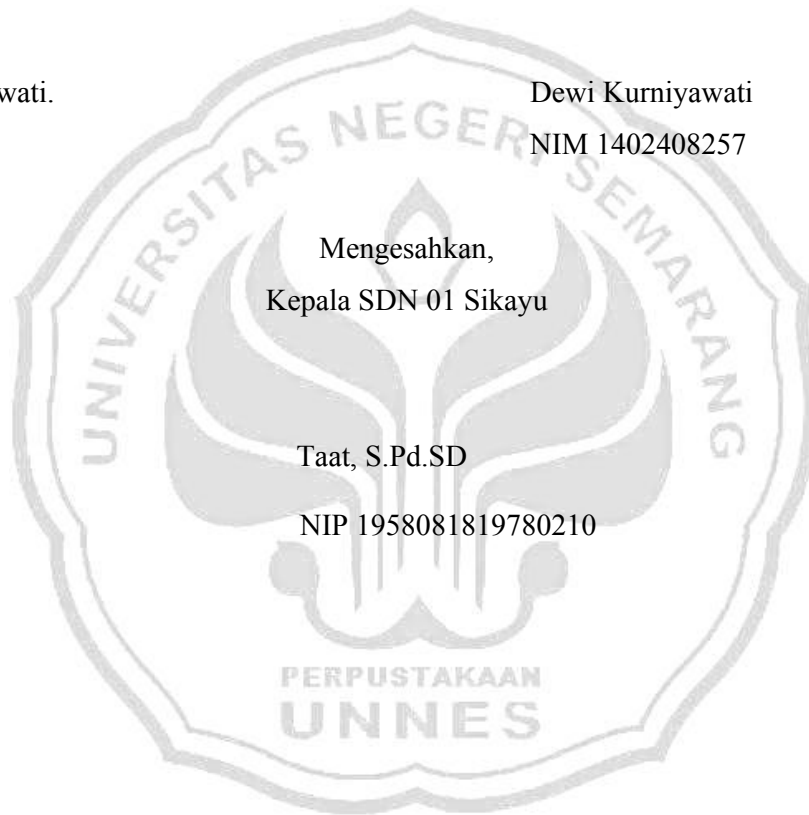 wati. Dewi Kurniyawati
NIM 1402408257
Mengesahkan,
Kepala SDN 01 Sikayu
Taat, S.Pd.SD
NIP 1958081819780210
UNIVERSITAS NEGERI SEMARANG
PERPUSTAKAAN
UNNES